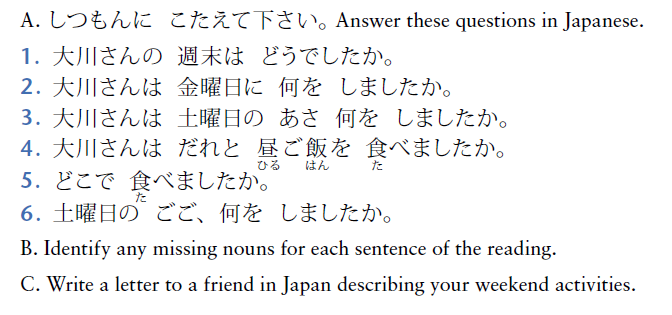 A. しつもんに こたえて下さい。Answer these questions in Japanese.
1. 大川さんの 週末は どうでしたか。
2. 大川さんは 金曜日に 何を しましたか。
3. 大川さんは 土曜日の あさ 何を しましたか。
4. 大川さんは だれと 昼ご飯を 食べましたか。
ひる はん た
5. どこで 食べましたか。
た
6. 土曜日の ごご、何を しましたか。
B. Identify any missing nouns for each sentence of the reading.
C. Write a letter to a friend in Japan describing your weekend activities.